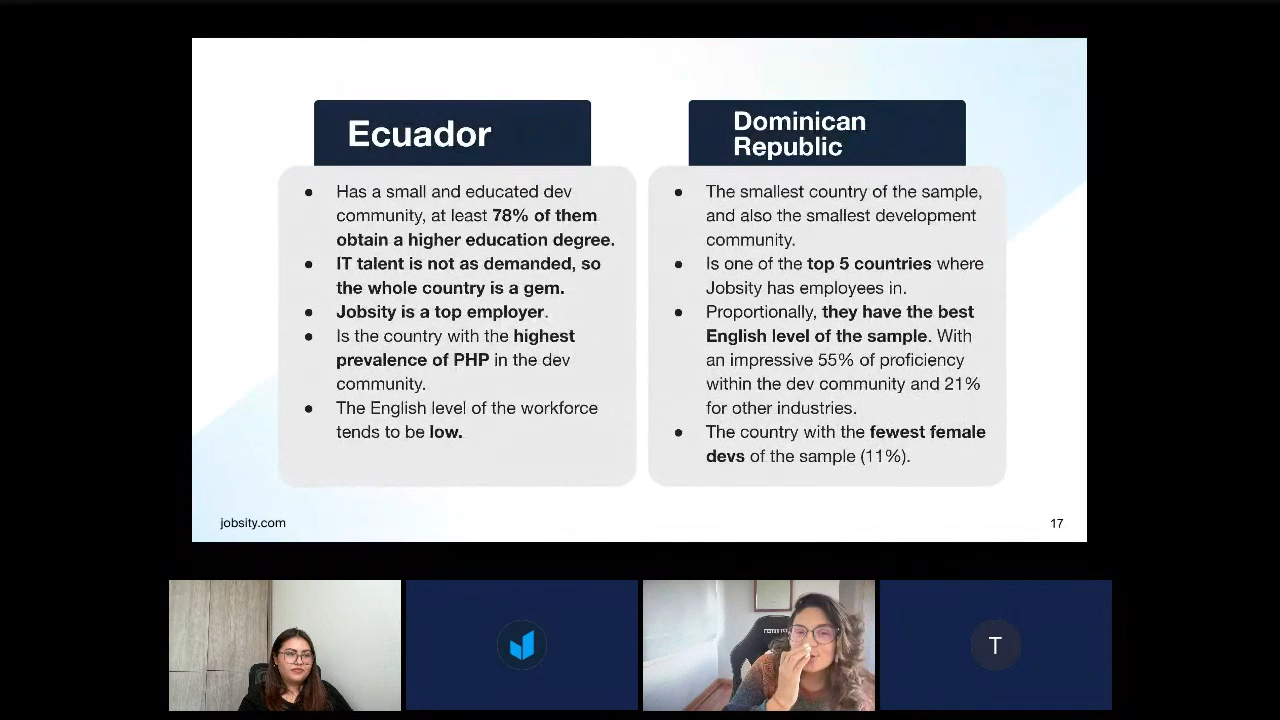 Ecuador
● Has a small and educated dev
community, at least 78% of them
obtain a higher education degree.
● IT talent is not as demanded, so
the whole country is a gem.
● Jobsity is a top employer.
● Is the country with the highest
prevalence of PHP in the dev
community.
● The English level of the workforce
tends to be low.
Dominican
Republic
● The smallest country of the sample,
and also the smallest development
community.
● Is one of the top 5 countries where
Jobsity has employees in.
● Proportionally, they have the best
English level of the sample. With
an impressive 55% of proficiency
within the dev community and 21%
for other industries.
● The country with the fewest female
devs of the sample (11%).
jobsity.com
17
T